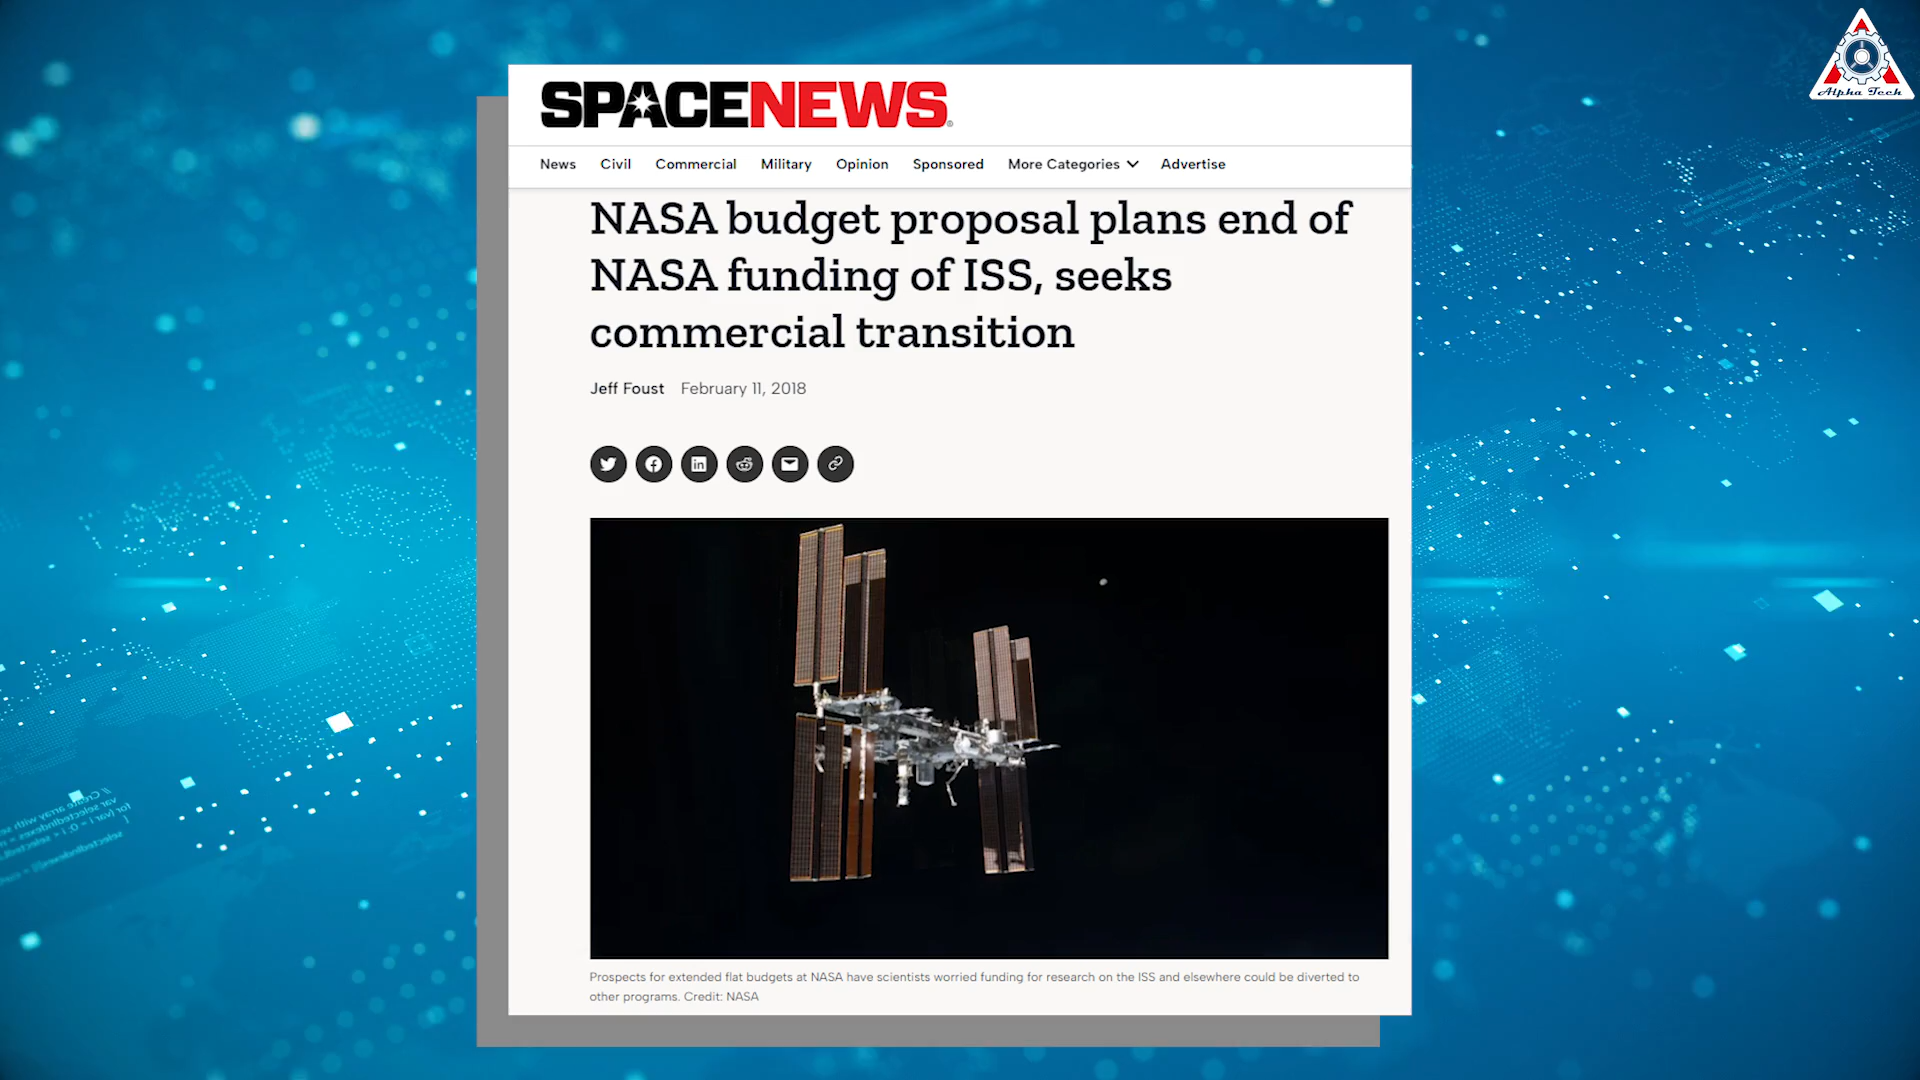 Alpha Tech
SPACENEWS®
News Civil Commercial Military Opinion Sponsored More Categories Advertise
NASA budget proposal plans end of
NASA funding of ISS, seeks
commercial transition
Jeff Foust February 11, 2018
Prospects for extended flat budgets at NASA have scientists worried funding for research on the ISS and elsewhere could be diverted to
other programs. Credit: NASA